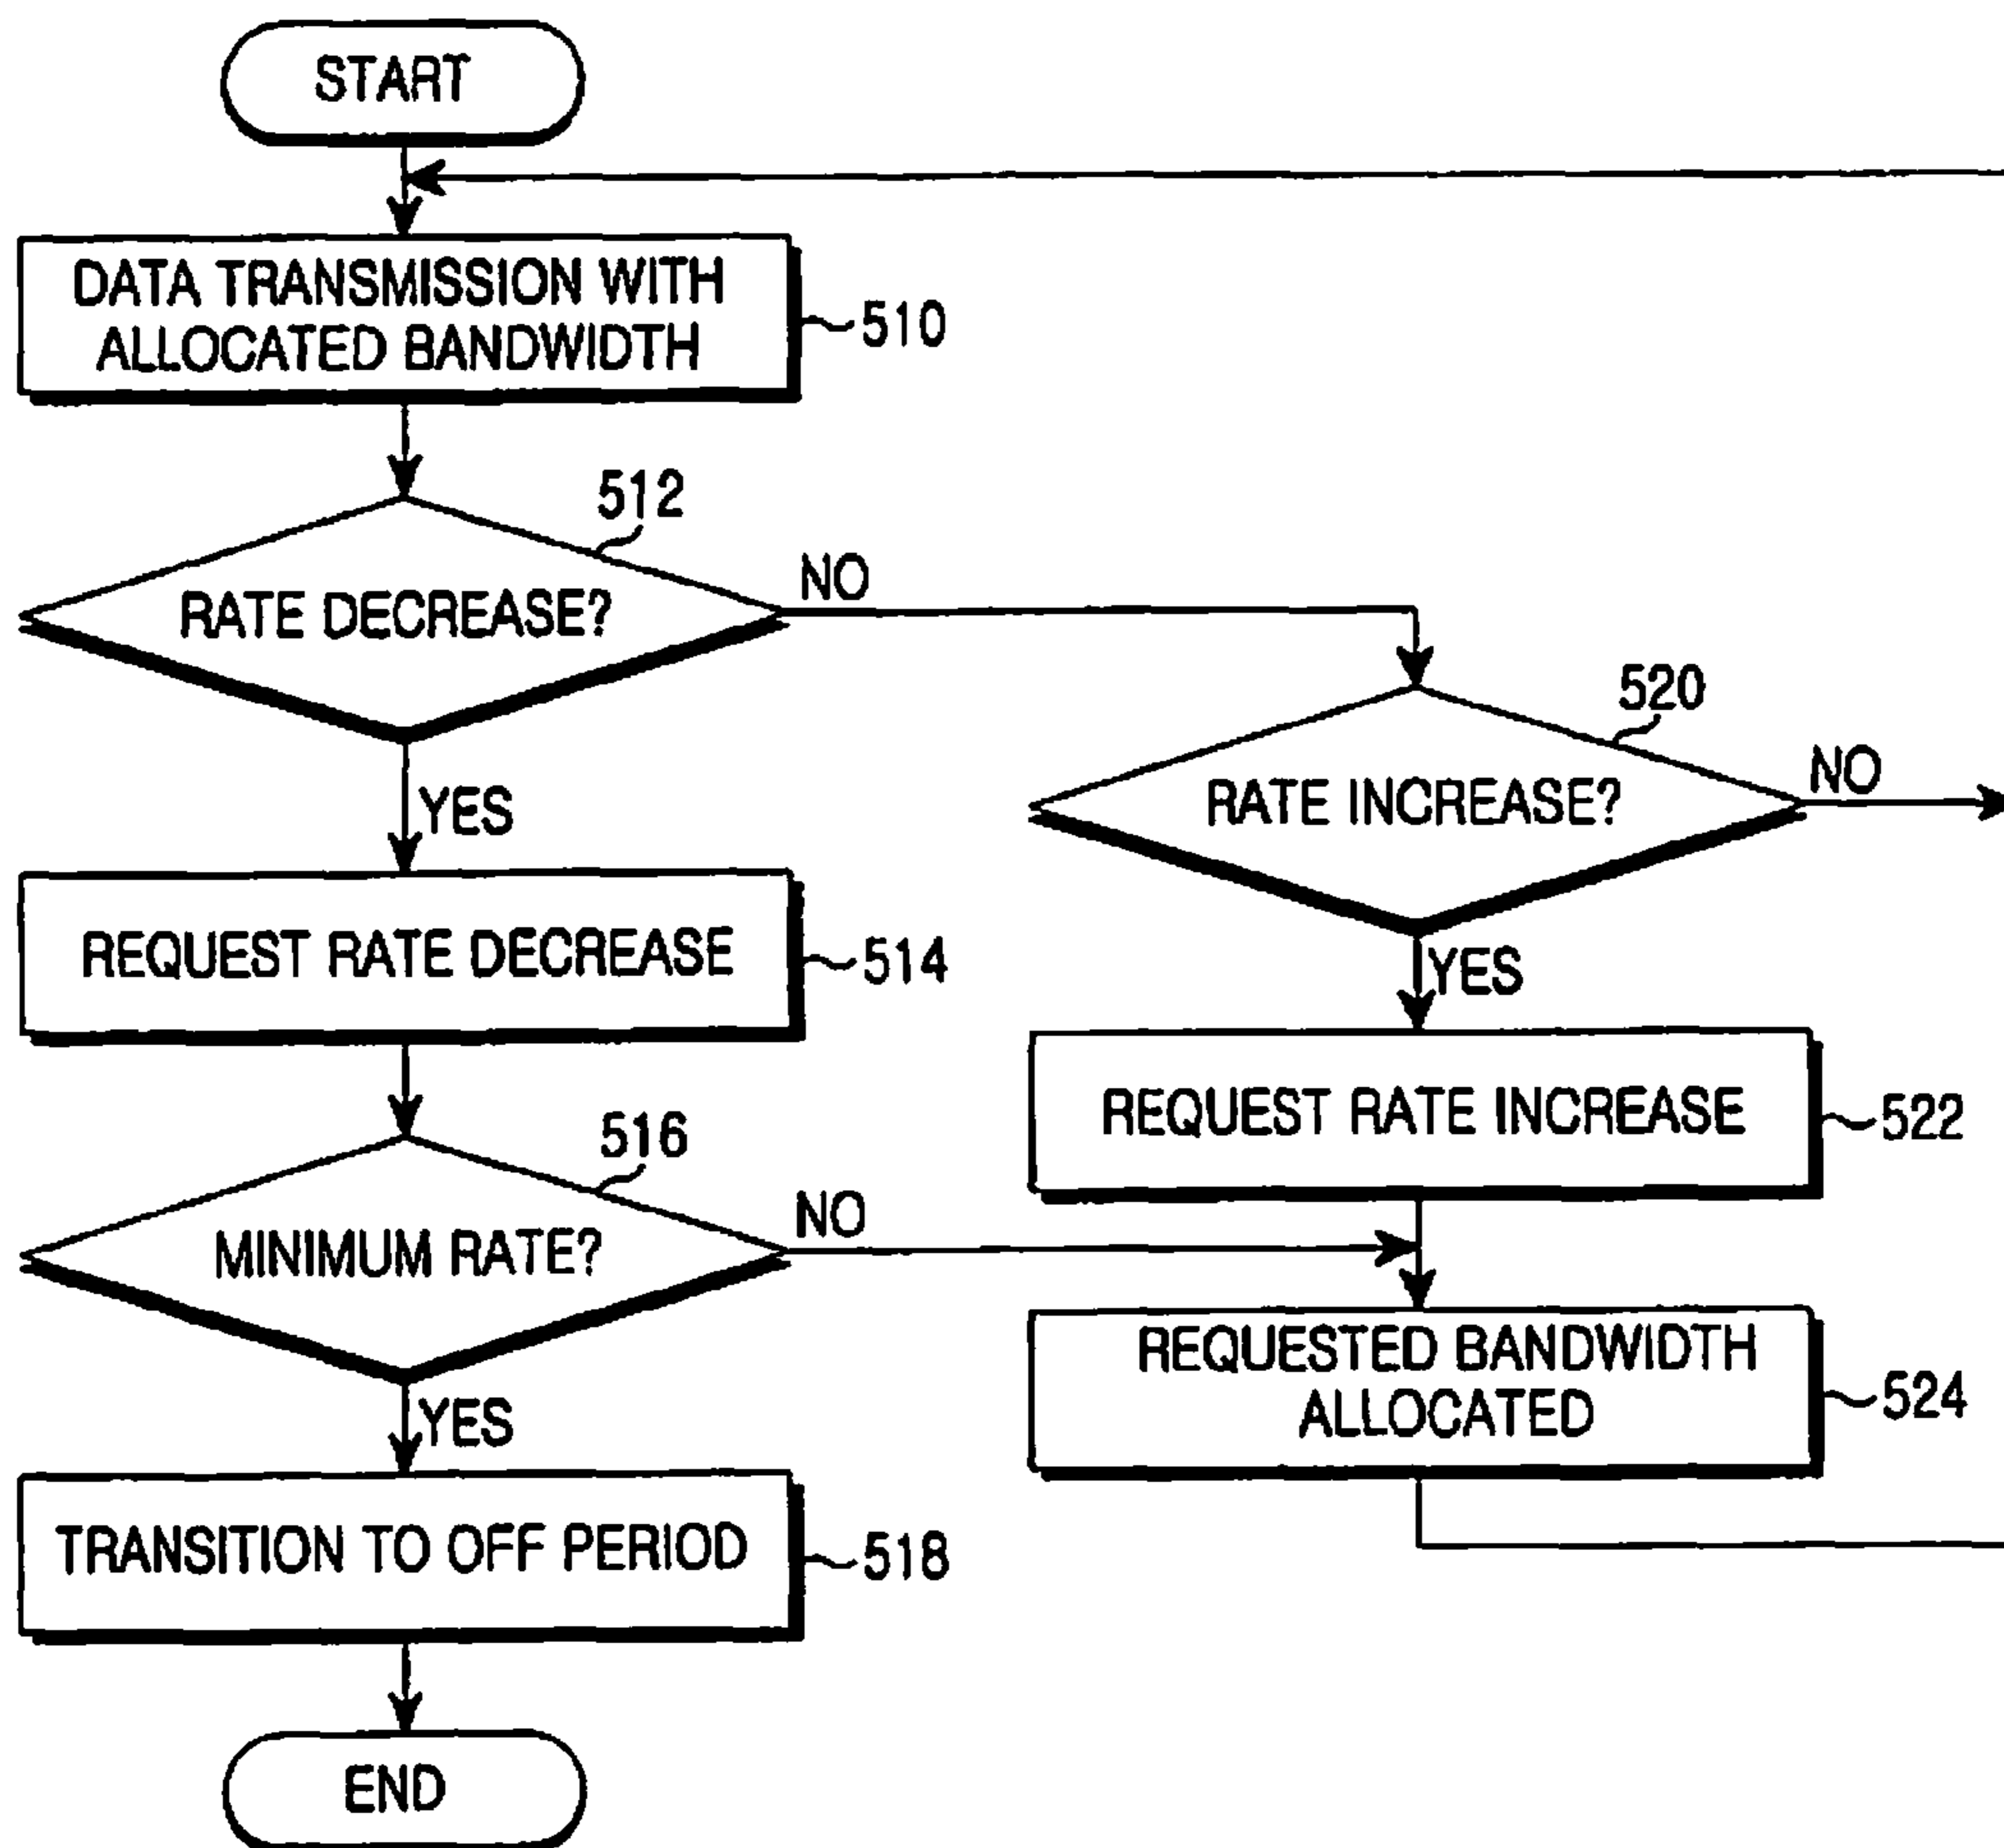 START
DATA TRANSMISSION WITH
ALLOCATED BANDWIDTH
510
512
RATE DECREASE?
NO
YES
520
RATE INCREASE?
NO
YES
REQUEST RATE DECREASE
514
REQUEST RATE INCREASE
522
516
MINIMUM RATE?
NO
YES
REQUESTED BANDWIDTH
ALLOCATED
524
TRANSITION TO OFF PERIOD
518
END